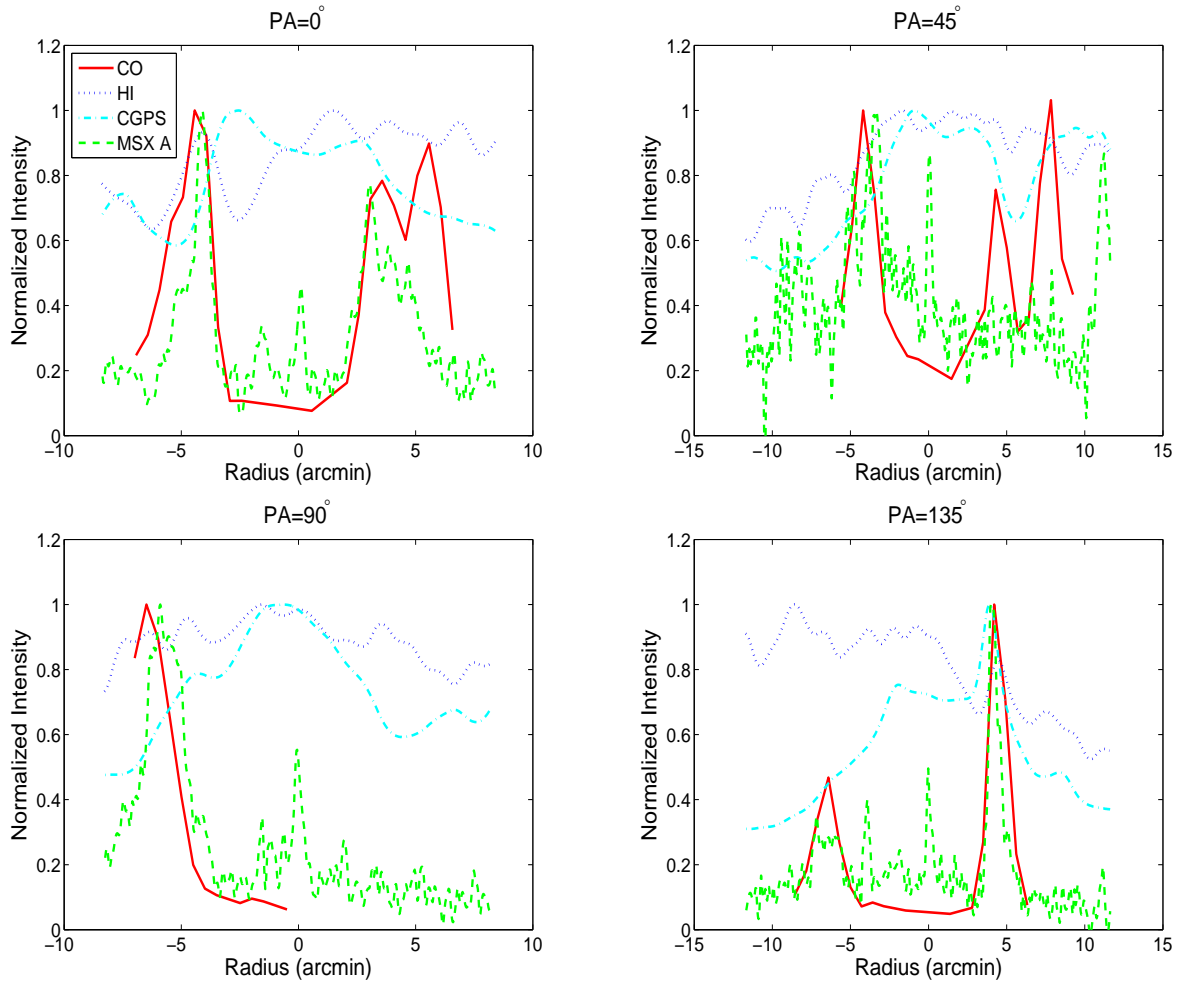 PA=0°
Normalized Intensity
1.2
1
0.8
0.6
0.4
0.2
0
CO
HI
CGPS
MSX A
−10 −5 0 5 10
Radius (arcmin)
PA=45°
Normalized Intensity
1.2
1
0.8
0.6
0.4
0.2
0
−15 −10 −5 0 5 10 15
Radius (arcmin)
PA=90°
Normalized Intensity
1.2
1
0.8
0.6
0.4
0.2
0
−10 −5 0 5 10
Radius (arcmin)
PA=135°
Normalized Intensity
1.2
1
0.8
0.6
0.4
0.2
0
−15 −10 −5 0 5 10 15
Radius (arcmin)